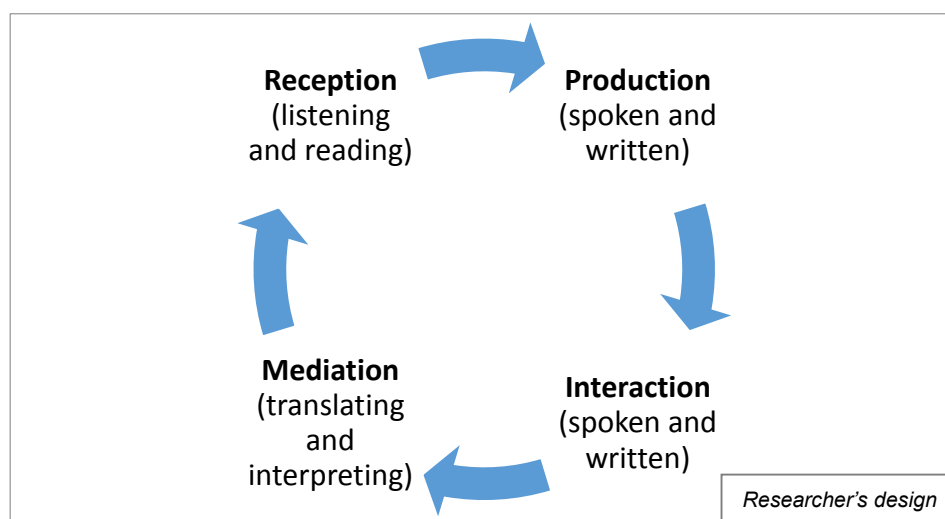 Reception
(listening
and reading)
Production
(spoken and
written)
Mediation
(translating
and
interpreting)
Interaction
(spoken and
written)
Researcher’s design